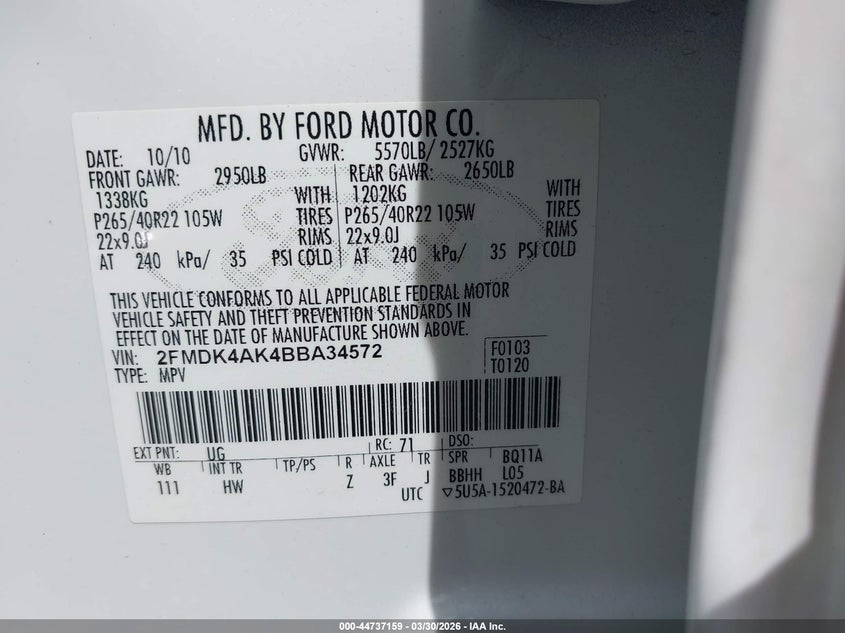 MFD. BY FORD MOTOR CO.
DATE: 10/10 GVWR: 5570LB/ 2527KG
FRONT GAWR: 2950LB REAR GAWR: 2650LB
1338KG WITH 1202KG WITH
P265/40R22 105W TIRES P265/40R22 105W TIRES
22x9.0J RIMS 22x9.0J RIMS
AT 240 kPa/ 35 PSI COLD AT 240 kPa/ 35 PSI COLD
THIS VEHICLE CONFORMS TO ALL APPLICABLE FEDERAL MOTOR
VEHICLE SAFETY AND THEFT PREVENTION STANDARDS IN
EFFECT ON THE DATE OF MANUFACTURE SHOWN ABOVE.
VIN: 2FMDK4AK4BBA34572 F0103
TYPE: MPV T0120
EXT PNT: UG RC: 71 DSO:
WB INT TR TP/PS R AXLE TR SPR BQ11A
111 HW Z 3F J BBHH L05
UTC ▽5U5A-1520472-BA
000-44737159 - 03/30/2026 - IAA Inc.